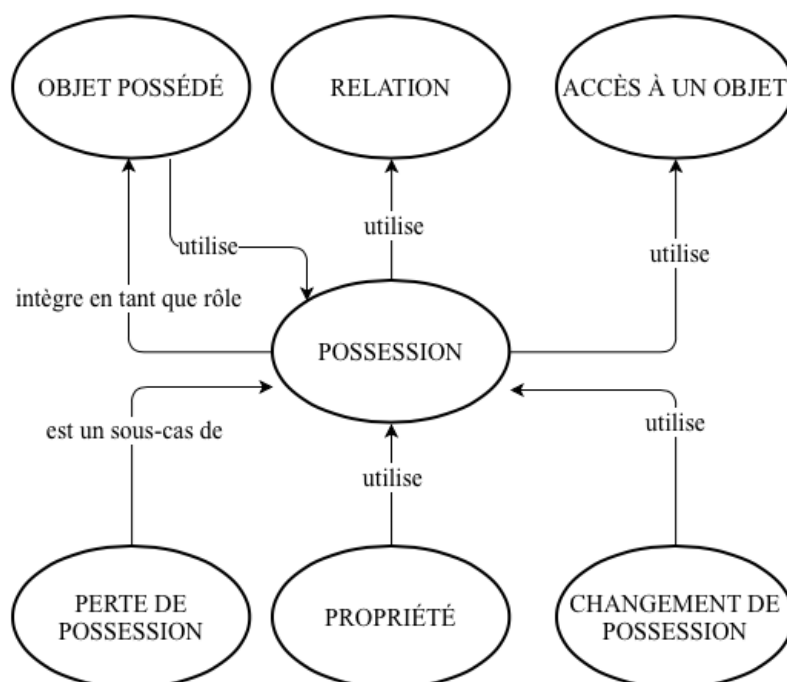 OBJET POSSÉDÉ
RELATION
ACCÈS À UN OBJET
utilise
utilise
utilise
intègre en tant que rôle
POSSESSION
est un sous-cas de
utilise
utilise
PERTE DE
POSSESSION
PROPRIÉTÉ
CHANGEMENT DE
POSSESSION